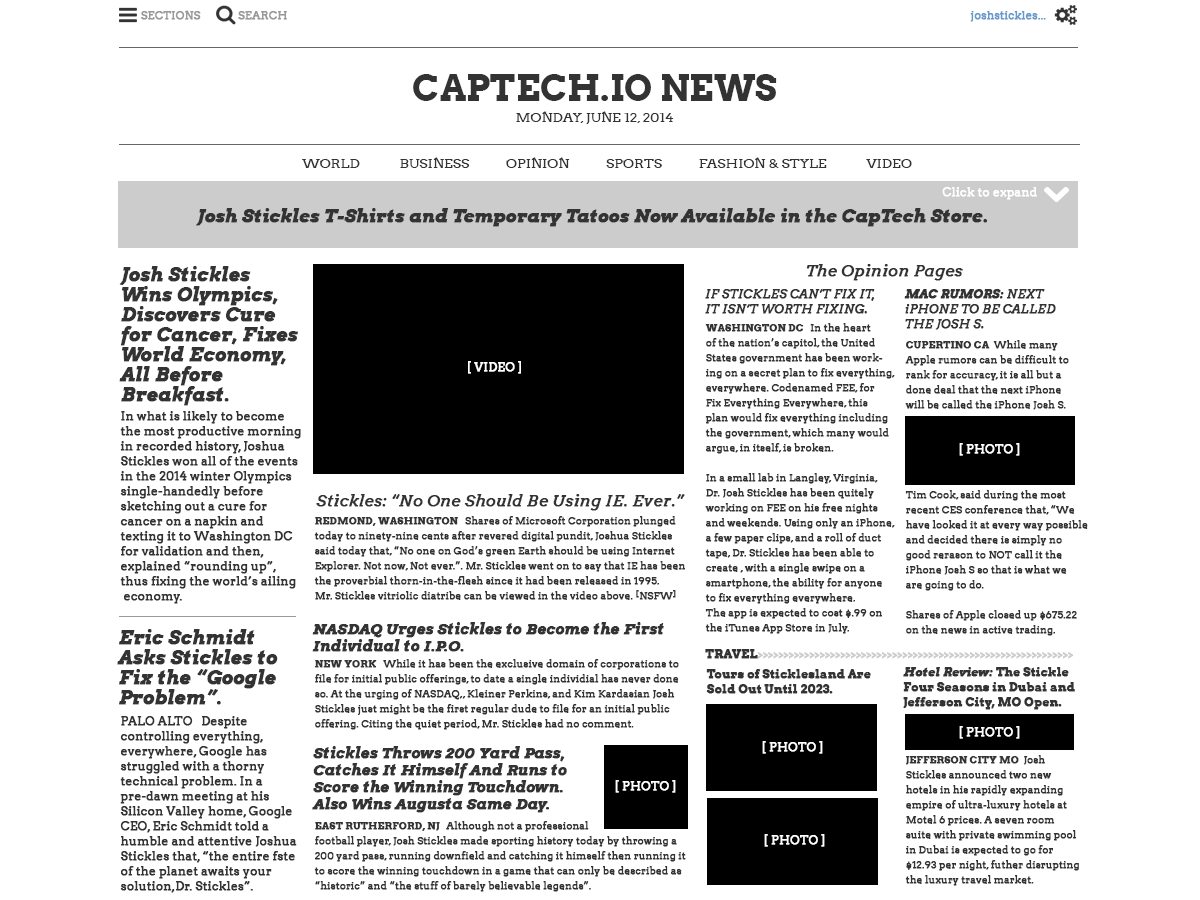 SECTIONS
SEARCH
joshstickles...
CAPTECH.IO NEWS
MONDAY, JUNE 12, 2014
WORLD
BUSINESS
OPINION
SPORTS
FASHION & STYLE
VIDEO
Click to expand
Josh Stickles T-Shirts and Temporary Tatoos Now Available in the CapTech Store.
Josh Stickles
Wins Olympics,
Discovers Cure
for Cancer, Fixes
World Economy,
All Before
Breakfast.
In what is likely to become
the most productive morning
in recorded history, Joshua
Stickles won all of the events
in the 2014 winter Olympics
single-handedly before
sketching out a cure for
cancer on a napkin and
texting it to Washington DC
for validation and then,
explained “rounding up”,
thus fixing the world’s ailing
economy.
Eric Schmidt
Asks Stickles to
Fix the “Google
Problem”.
PALO ALTO Despite
controlling everything,
everywhere, Google has
struggled with a thorny
technical problem. In a
pre-dawn meeting at his
Silicon Valley home, Google
CEO, Eric Schmidt told a
humble and attentive Joshua
Stickles that, “the entire fste
of the planet awaits your
solution,Dr. Stickles”.
[ VIDEO ]
Stickles: “No One Should Be Using IE. Ever.”
REDMOND, WASHINGTON Shares of Microsoft Corporation plunged
today to ninety-nine cents after revered digital pundit, Joshua Stickles
said today that, “No one on God’s green Earth should be using Internet
Explorer. Not now, Not ever.”. Mr. Stickles went on to say that IE has been
the proverbial thorn-in-the-flesh since it had been released in 1995.
Mr. Stickles vitriolic diatribe can be viewed in the video above. [NSFW]
NASDAQ Urges Stickles to Become the First
Individual to I.P.O.
NEW YORK While it has been the exclusive domain of corporations to
file for initial public offerings, to date a single individial has never done
so. At the urging of NASDAQ,, Kleiner Perkins, and Kim Kardasian Josh
Stickles just might be the first regular dude to file for an initial public
offering. Citing the quiet period, Mr. Stickles had no comment.
Stickles Throws 200 Yard Pass,
Catches It Himself And Runs to
Score the Winning Touchdown.
Also Wins Augusta Same Day.
[ PHOTO ]
EAST RUTHERFORD, NJ Although not a professional
football player, Josh Stickles made sporting history today by throwing a
200 yard pass, running downfield and catching it himself then running it
to score the winning touchdown in a game that can only be described as
“historic” and “the stuff of barely believable legends”.
The Opinion Pages
IF STICKLES CAN’T FIX IT,
IT ISN’T WORTH FIXING.
WASHINGTON DC In the heart
of the nation’s capitol, the United
States government has been work-
ing on a secret plan to fix everything,
everywhere. Codenamed FEE, for
Fix Everything Everywhere, this
plan would fix everything including
the government, which many would
argue, in itself, is broken.
In a small lab in Langley, Virginia,
Dr. Josh Stickles has been quitely
working on FEE on his free nights
and weekends. Using only an iPhone,
a few paper clips, and a roll of duct
tape, Dr. Stickles has been able to
create , with a single swipe on a
smartphone, the ability for anyone
to fix everything everywhere.
The app is expected to cost $.99 on
the iTunes App Store in July.
MAC RUMORS: NEXT
iPHONE TO BE CALLED
THE JOSH S.
CUPERTINO CA While many
Apple rumors can be difficult to
rank for accuracy, it is all but a
done deal that the next iPhone
will be called the iPhone Josh S.
[ PHOTO ]
Tim Cook, said during the most
recent CES conference that, “We
have looked it at every way possible
and decided there is simply no
good rerason to NOT call it the
iPhone Josh S so that is what we
are going to do.
Shares of Apple closed up $675.22
on the news in active trading.
TRAVEL
Tours of Sticklesland Are
Sold Out Until 2023.
[ PHOTO ]
[ PHOTO ]
Hotel Review: The Stickle
Four Seasons in Dubai and
Jefferson City, MO Open.
[ PHOTO ]
JEFFERSON CITY MO Josh
Stickles announced two new
hotels in his rapidly expanding
empire of ultra-luxury hotels at
Motel 6 prices. A seven room
suite with private swimming pool
in Dubai is expected to go for
$12.93 per night, futher disrupting
the luxury travel market.